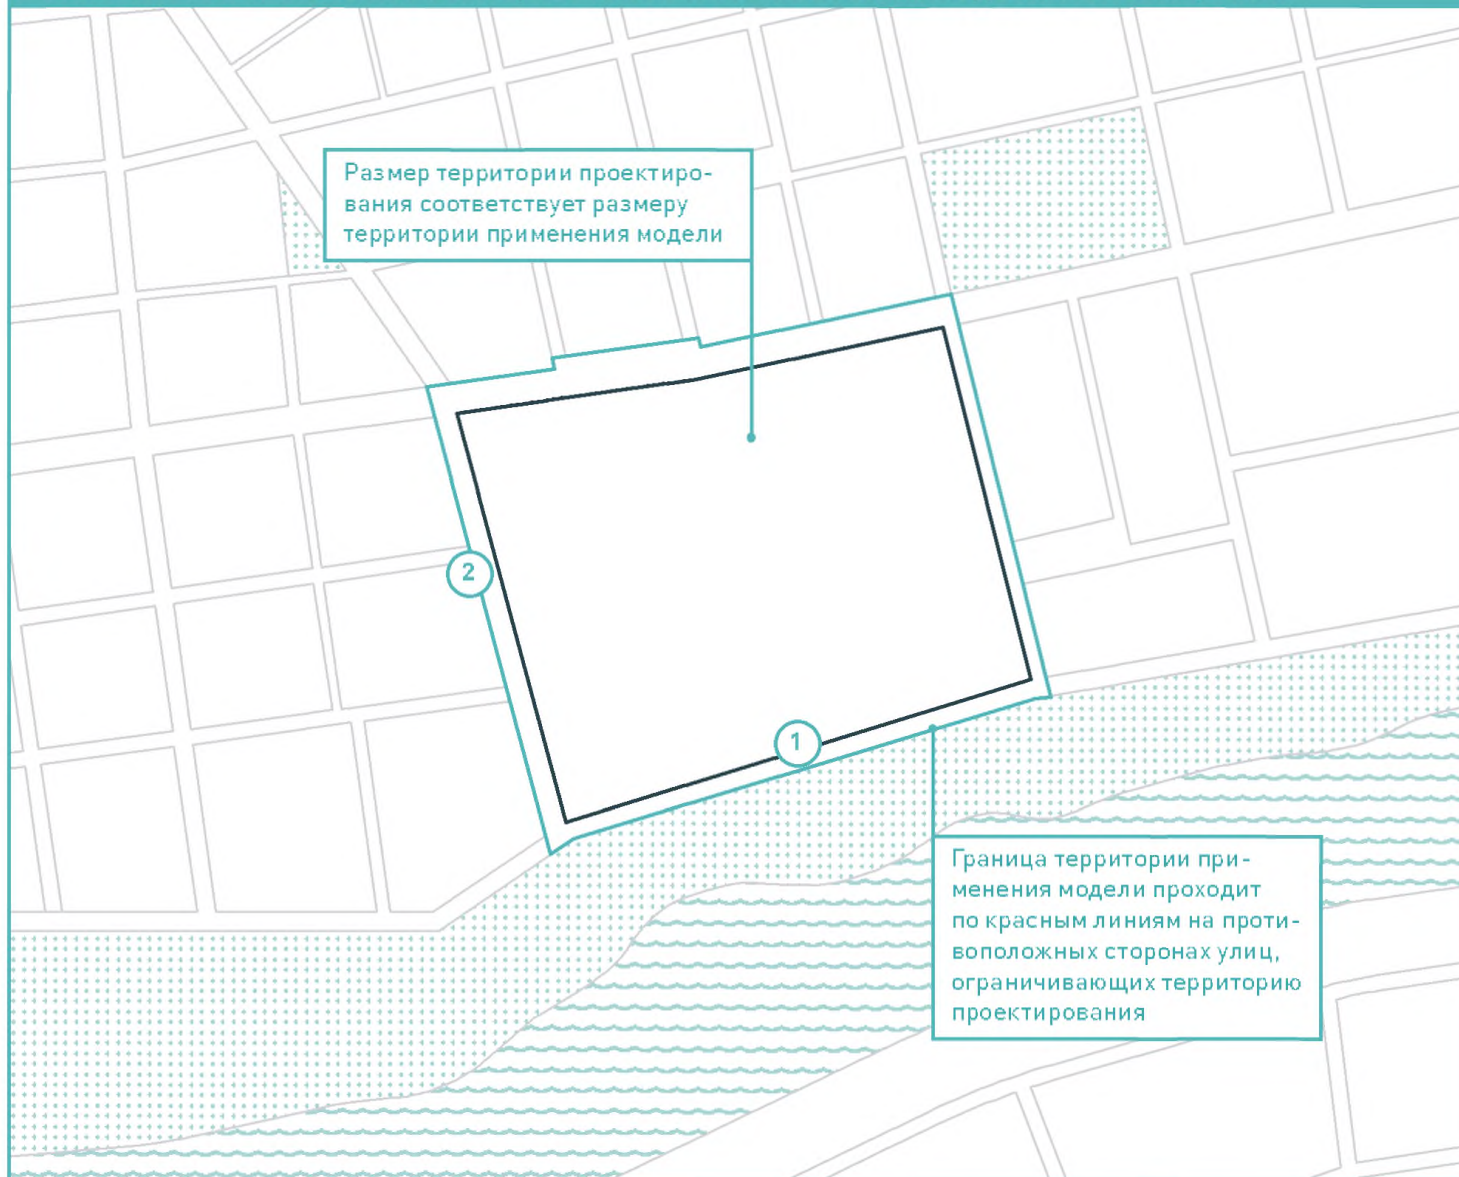 Размер территории проектиро-
вания соответствует размеру
территории применения модели
2
1
Граница территории при-
менения модели проходит
по красным линиям на проти-
воположных сторонах улиц,
ограничивающих территорию
проектирования